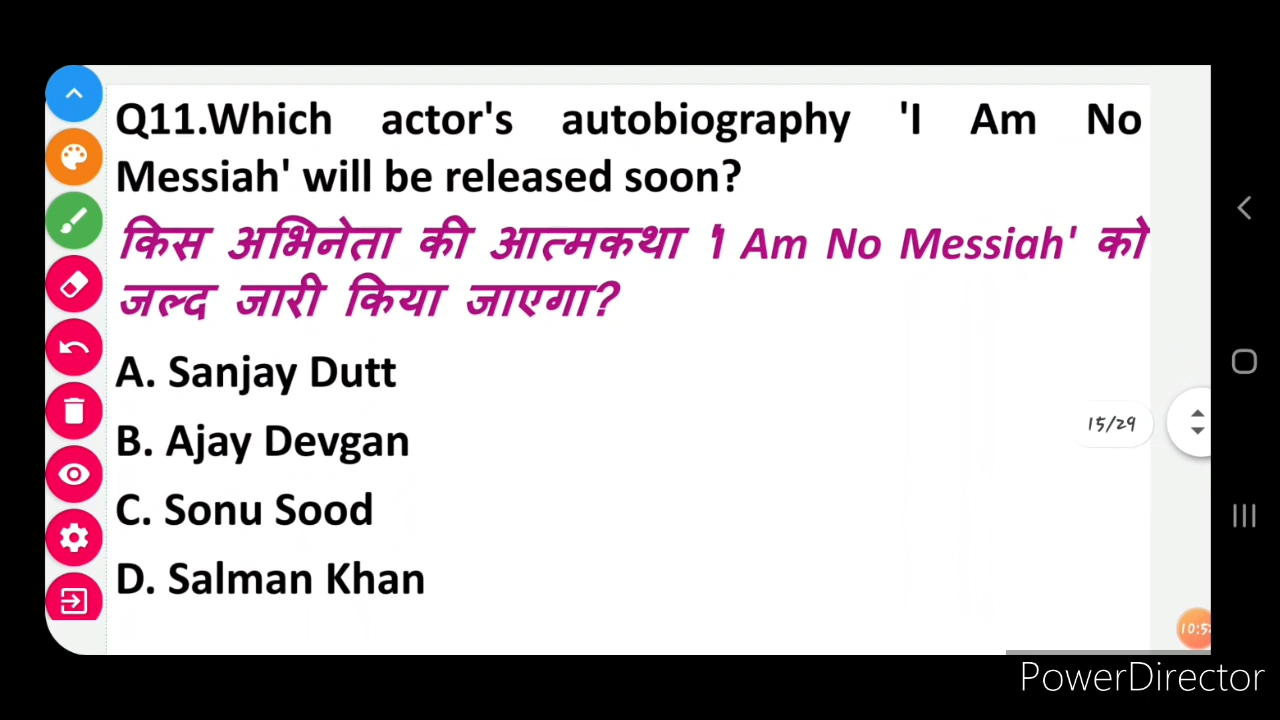 Q11.Which actor's autobiography 'I Am No
Messiah' will be released soon?
किस अभिनेता की आत्मकथा 'I Am No Messiah' को
जल्द जारी किया जाएगा?
A. Sanjay Dutt
B. Ajay Devgan
15/29
C. Sonu Sood
D. Salman Khan
PowerDirector